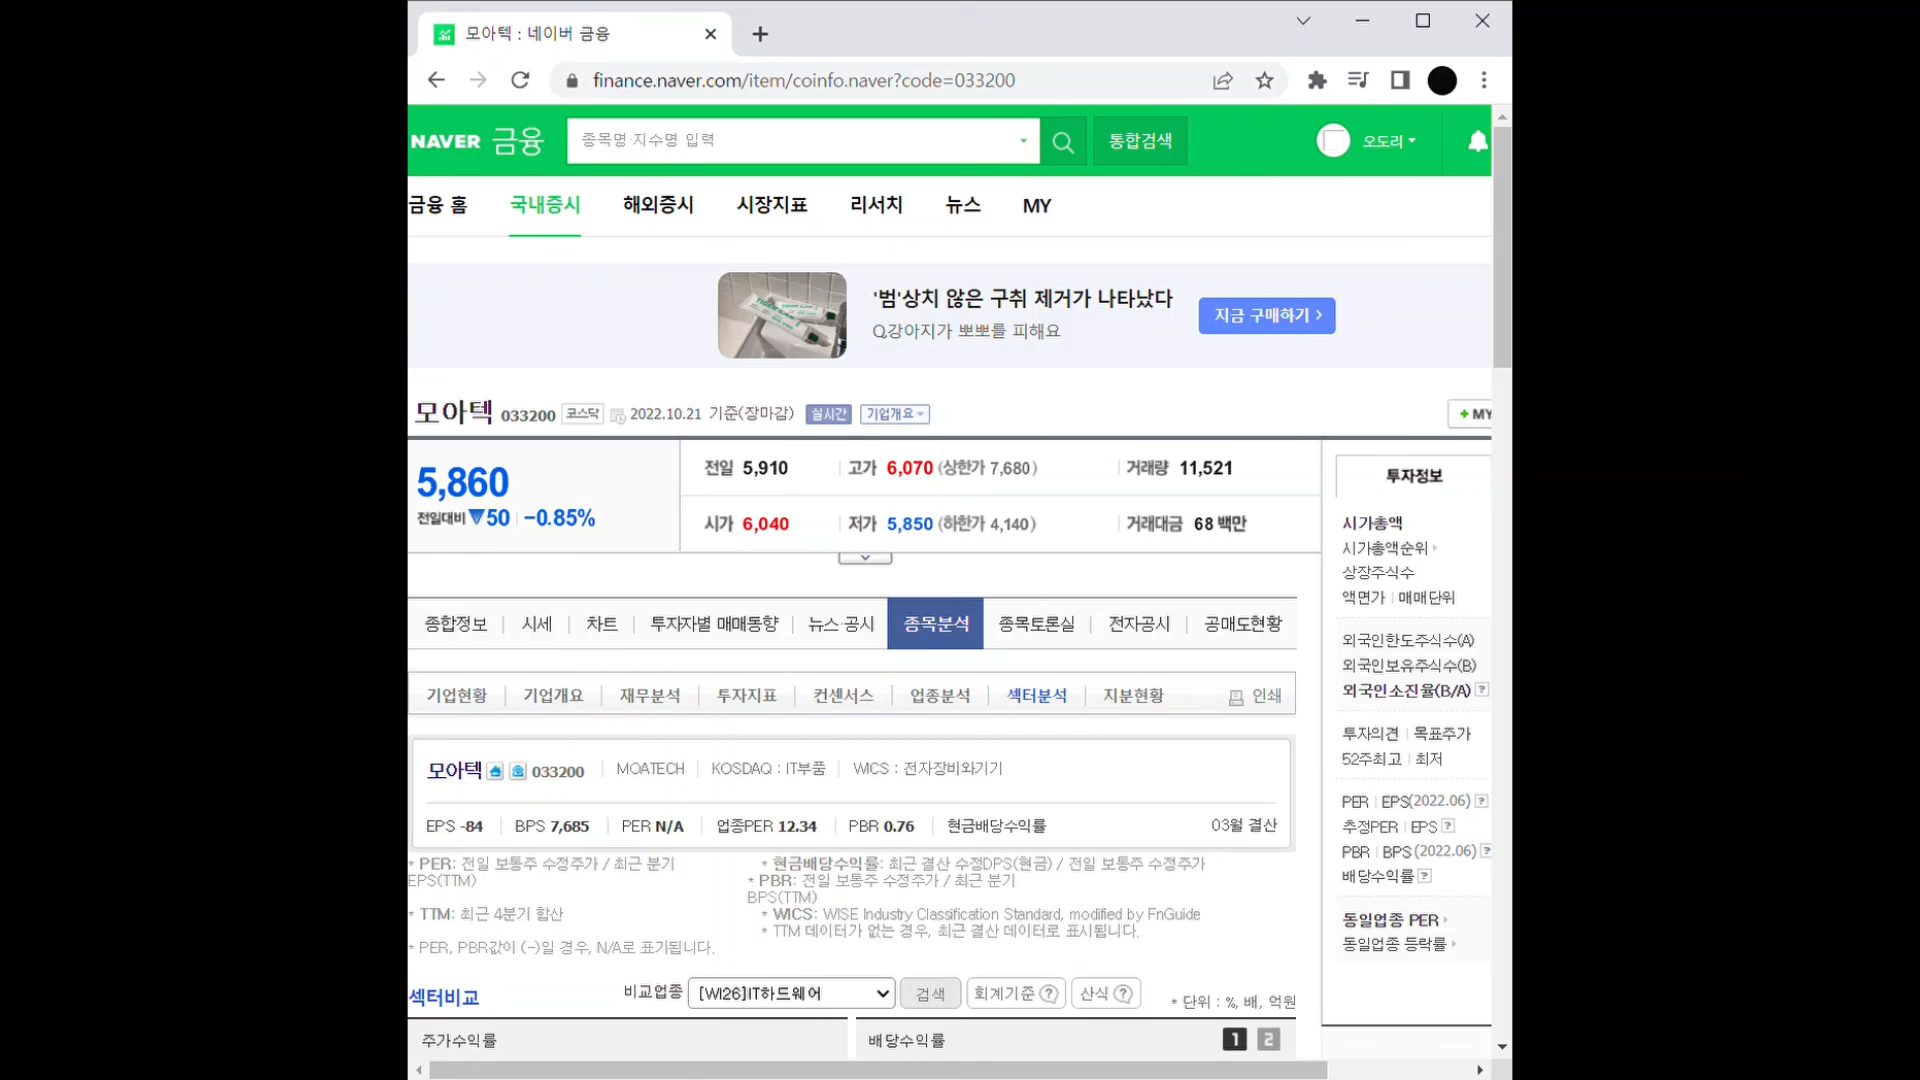 모아텍 : 네이버 금융
finance.naver.com/item/coinfo.naver?code=033200
NAVER 금융 종목명·지수명 입력 통합검색 오도리
금융 홈 국내증시 해외증시 시장지표 리서치 뉴스 MY
'범'상치 않은 구취 제거가 나타났다
Q.강아지가 뽀뽀를 피해요
지금 구매하기 >
모아텍 033200 코스닥 2022.10.21 기준(장마감) 실시간 기업개요 + MY
5,860
전일대비 ▼50 -0.85%
전일 5,910 고가 6,070 (상한가 7,680) 거래량 11,521
시가 6,040 저가 5,850 (하한가 4,140) 거래대금 68 백만
종합정보 시세 차트 투자자별 매매동향 뉴스·공시 종목분석 종목토론실 전자공시 공매도현황
기업현황 기업개요 재무분석 투자지표 컨센서스 업종분석 섹터분석 지분현황 인쇄
모아텍 033200 MOATECH KOSDAQ : IT부품 WICS : 전자장비와기기
EPS -84 BPS 7,685 PER N/A 업종PER 12.34 PBR 0.76 현금배당수익률 03월 결산
* PER: 전일 보통주 수정주가 / 최근 분기
EPS(TTM)
* TTM: 최근 4분기 합산
* PER, PBR값이 (-)일 경우, N/A로 표기됩니다.
* 현금배당수익률: 최근 결산 수정DPS(현금) / 전일 보통주 수정주가
* PBR: 전일 보통주 수정주가 / 최근 분기
BPS(TTM)
* WICS: WISE Industry Classification Standard, modified by FnGuide
* TTM 데이터가 없는 경우, 최근 결산 데이터로 표시됩니다.
섹터비교 비교업종 [WI26]IT하드웨어 검색 회계기준 ? 산식 ? * 단위 : %, 배, 억원
주가수익률 배당수익률 1 2
투자정보
시가총액
시가총액순위
상장주식수
액면가 매매단위
외국인한도주식수(A)
외국인보유주식수(B)
외국인소진율(B/A) ?
투자의견 목표주가
52주최고 최저
PER EPS(2022.06) ?
추정PER EPS ?
PBR BPS (2022.06) ?
배당수익률 ?
동일업종 PER
동일업종 등락률